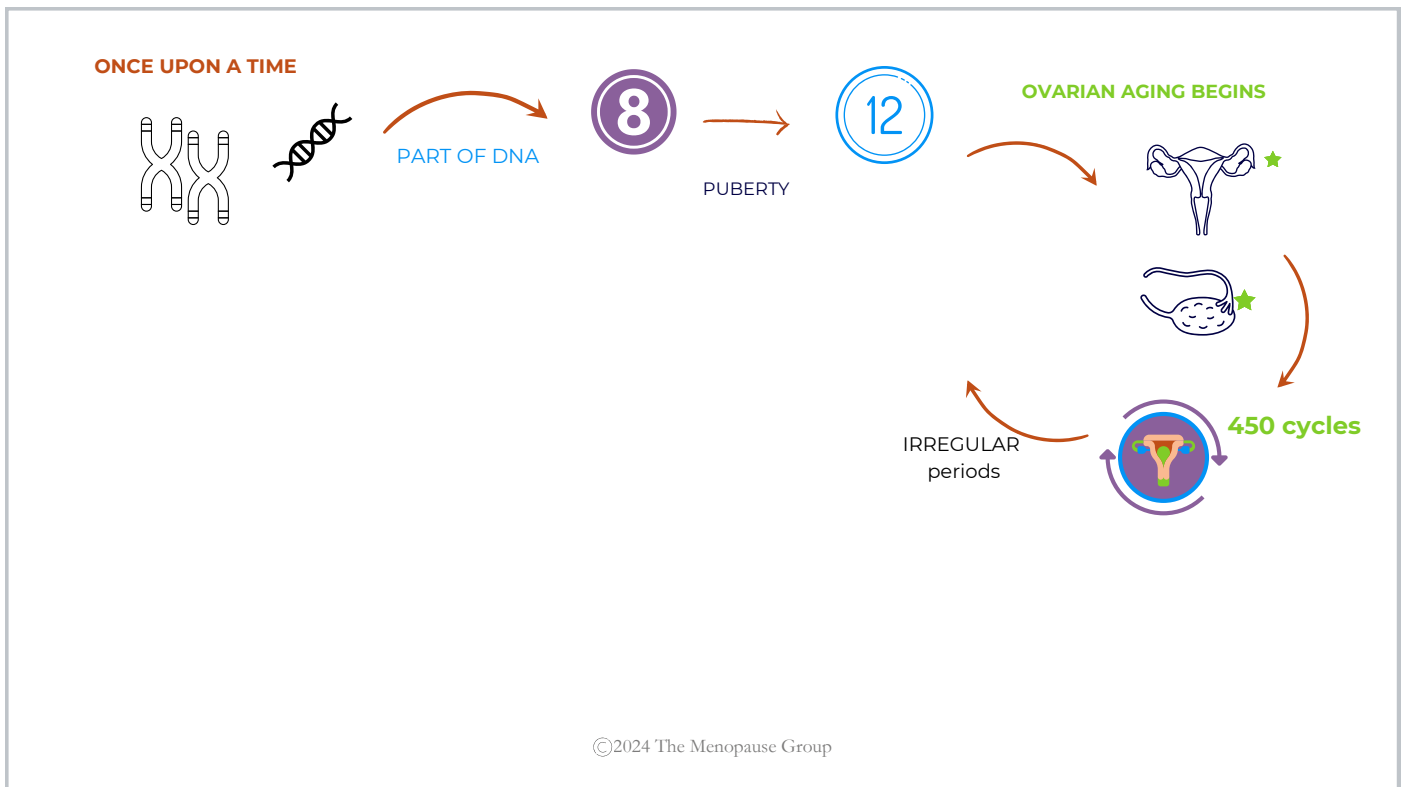 ONCE UPON A TIME
PART OF DNA
8
PUBERTY
12
OVARIAN AGING BEGINS
450 cycles
IRREGULAR
periods
©2024 The Menopause Group